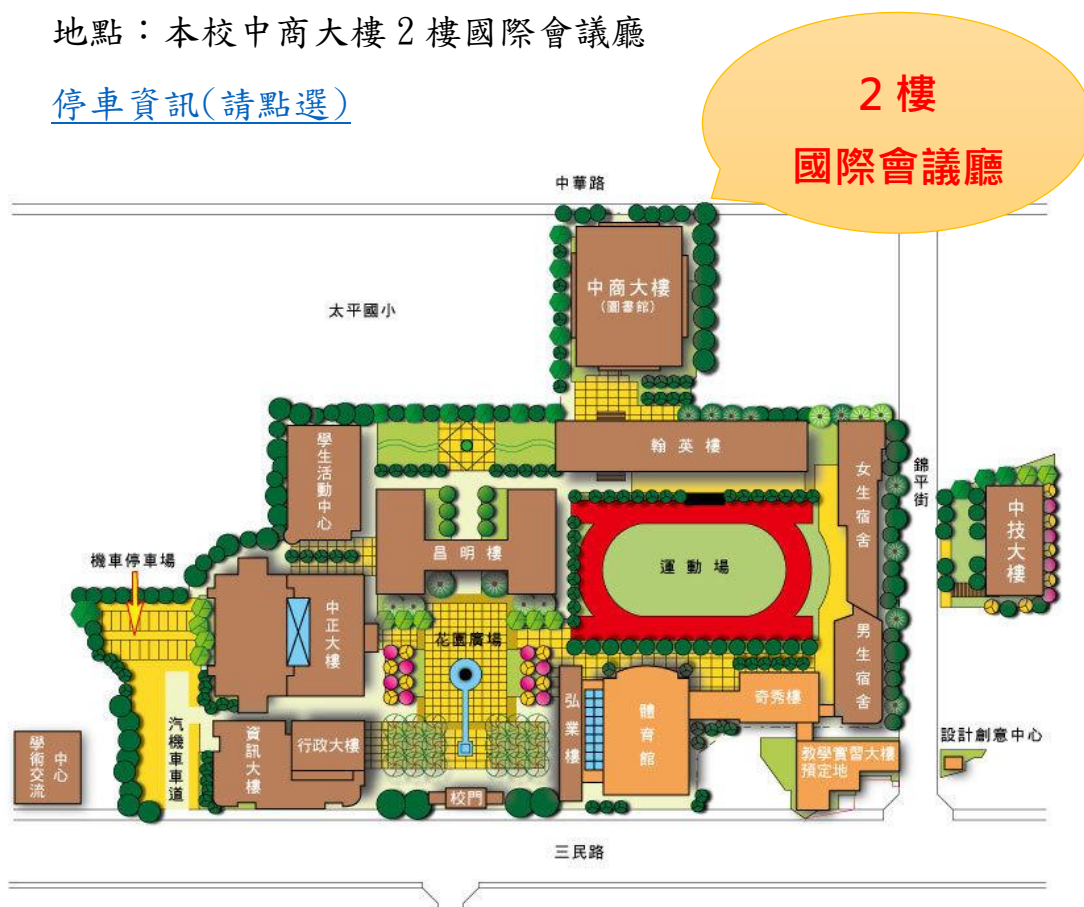 地點：本校中商大樓2樓國際會議廳
停車資訊(請點選)
2樓
國際會議廳
中華路
中商大樓
(圖書館)
太平國小
翰英樓
學生活動中心
女生宿舍
錦平街
中技大樓
昌明樓
運動場
機車停車場
中正大樓
花園廣場
男生宿舍
弘業樓
體育館
奇秀樓
汽機車車道
資訊大樓
行政大樓
學術交流
中心
設計創意中心
教學實習大樓
預定地
校門
三民路